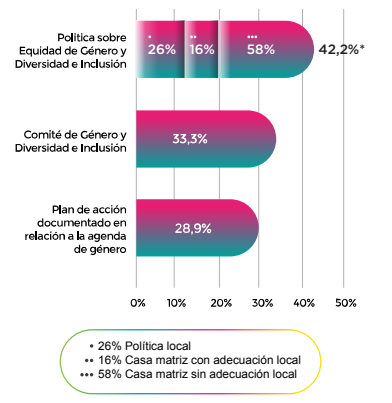 Política sobre
Equidad de Género y
Diversidad e Inclusión
• 26%
•• 16%
••• 58%
42,2%*
Comité de Género y
Diversidad e Inclusión
33,3%
Plan de acción
documentado en
relación a la agenda
de género
28,9%
0% 10% 20% 30% 40% 50%
• 26% Política local
•• 16% Casa matriz con adecuación local
••• 58% Casa matriz sin adecuación local